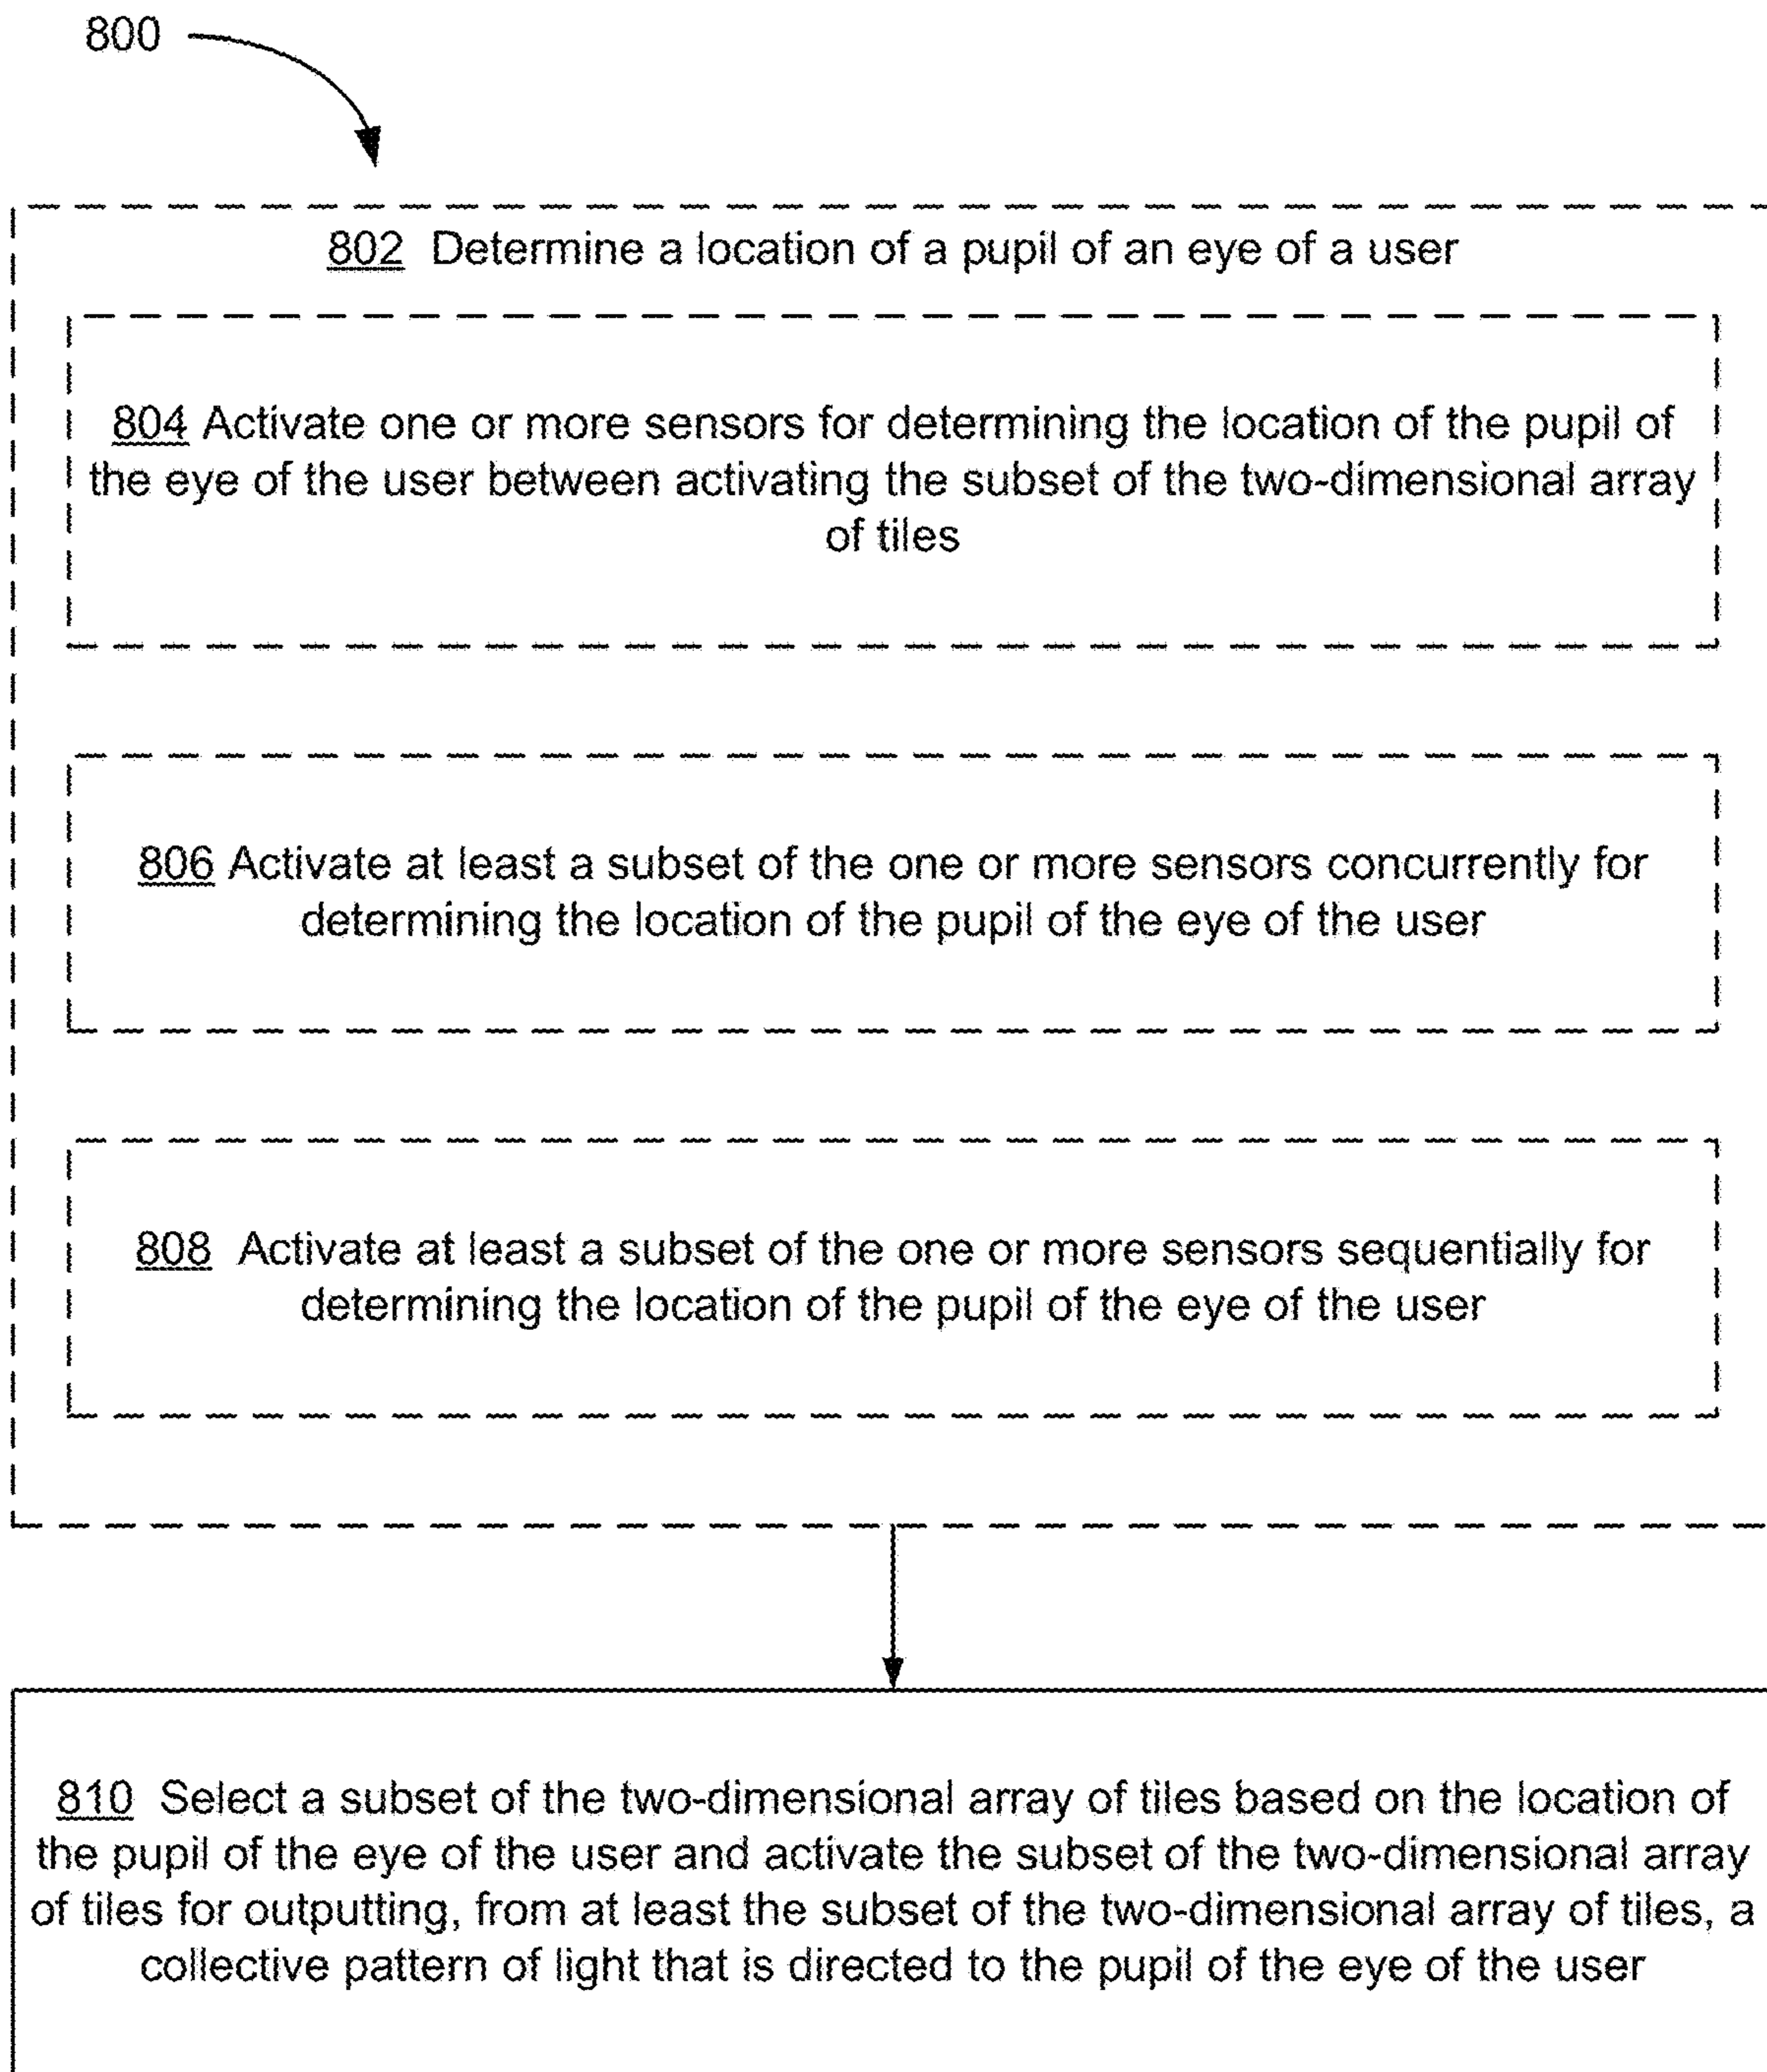 800
802 Determine a location of a pupil of an eye of a user
804 Activate one or more sensors for determining the location of the pupil of
the eye of the user between activating the subset of the two-dimensional array
of tiles
806 Activate at least a subset of the one or more sensors concurrently for
determining the location of the pupil of the eye of the user
808 Activate at least a subset of the one or more sensors sequentially for
determining the location of the pupil of the eye of the user
810 Select a subset of the two-dimensional array of tiles based on the location of
the pupil of the eye of the user and activate the subset of the two-dimensional array
of tiles for outputting, from at least the subset of the two-dimensional array of tiles, a
collective pattern of light that is directed to the pupil of the eye of the user